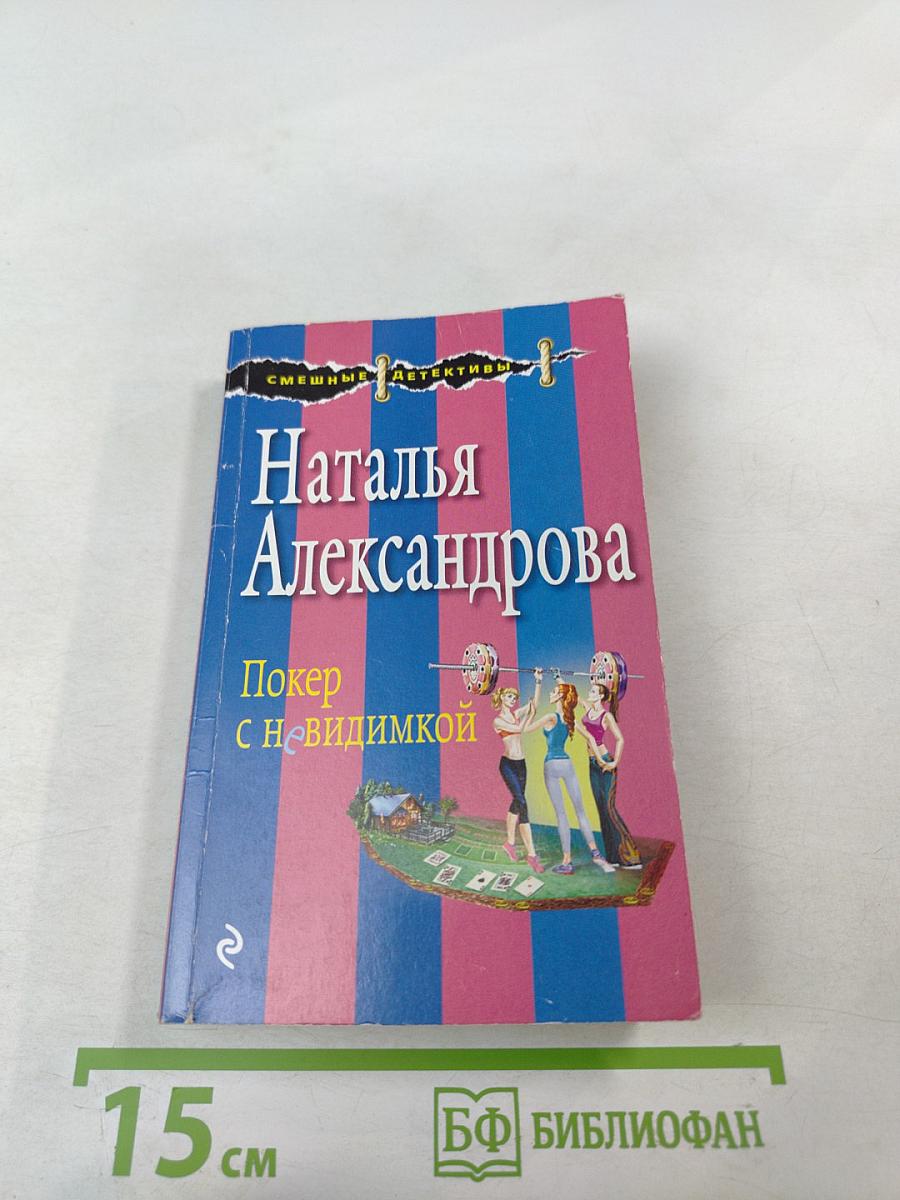 СМЕШНЫЕ ДЕТЕКТИВЫ
Наталья
Александрова
Покер
с невидимкой
15 см
БФ БИБЛИОФАН